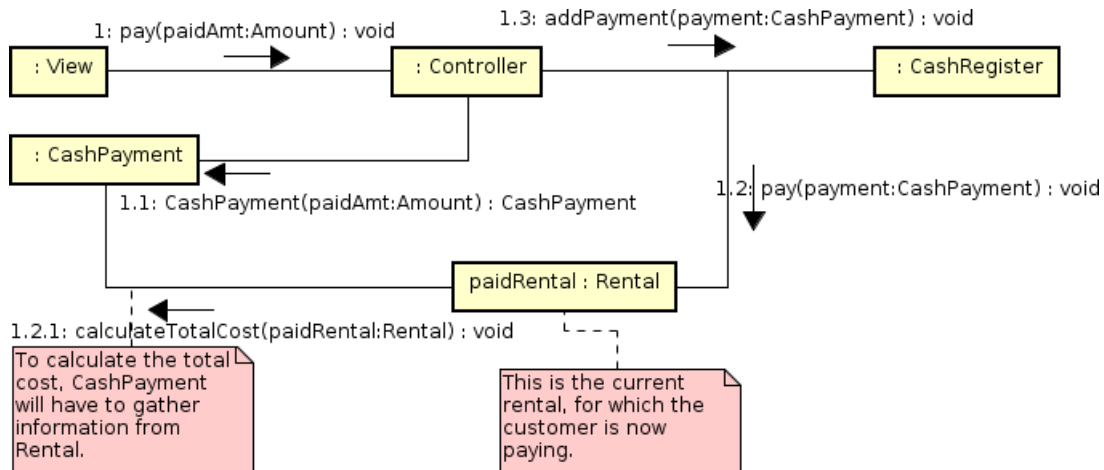 1.3: addPayment(payment:CashPayment) : void
1: pay(paidAmt:Amount) : void
: View
: Controller
: CashRegister
: CashPayment
1.2: pay(payment:CashPayment) : void
1.1: CashPayment(paidAmt:Amount) : CashPayment
paidRental : Rental
1.2.1: calculateTotalCost(paidRental:Rental) : void
To calculate the total
cost, CashPayment
will have to gather
information from
Rental.
This is the current
rental, for which the
customer is now
paying.